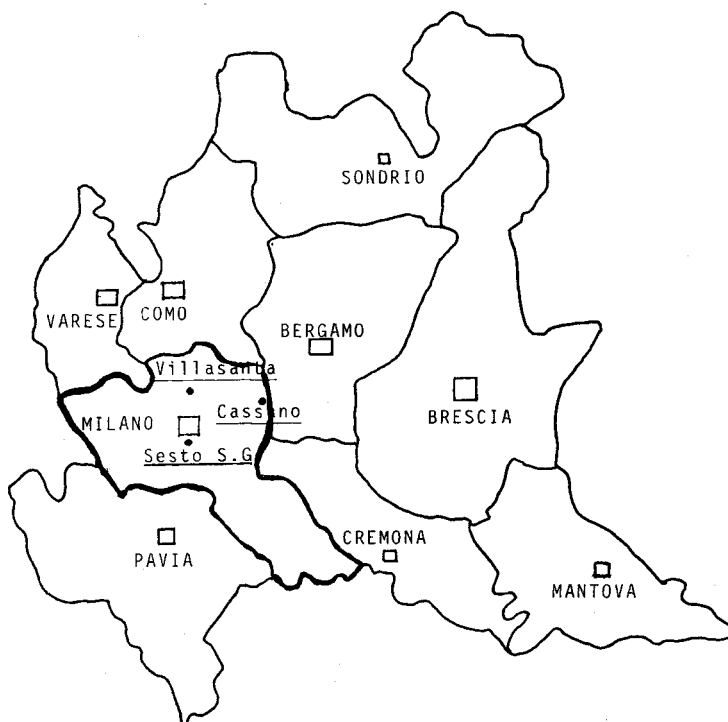 SONDRIO
VARESE
COMO
BERGAMO
Villasanta
MILANO
Cassano
BRESCIA
Sesto S.G
PAVIA
CREMONA
MANTOVA